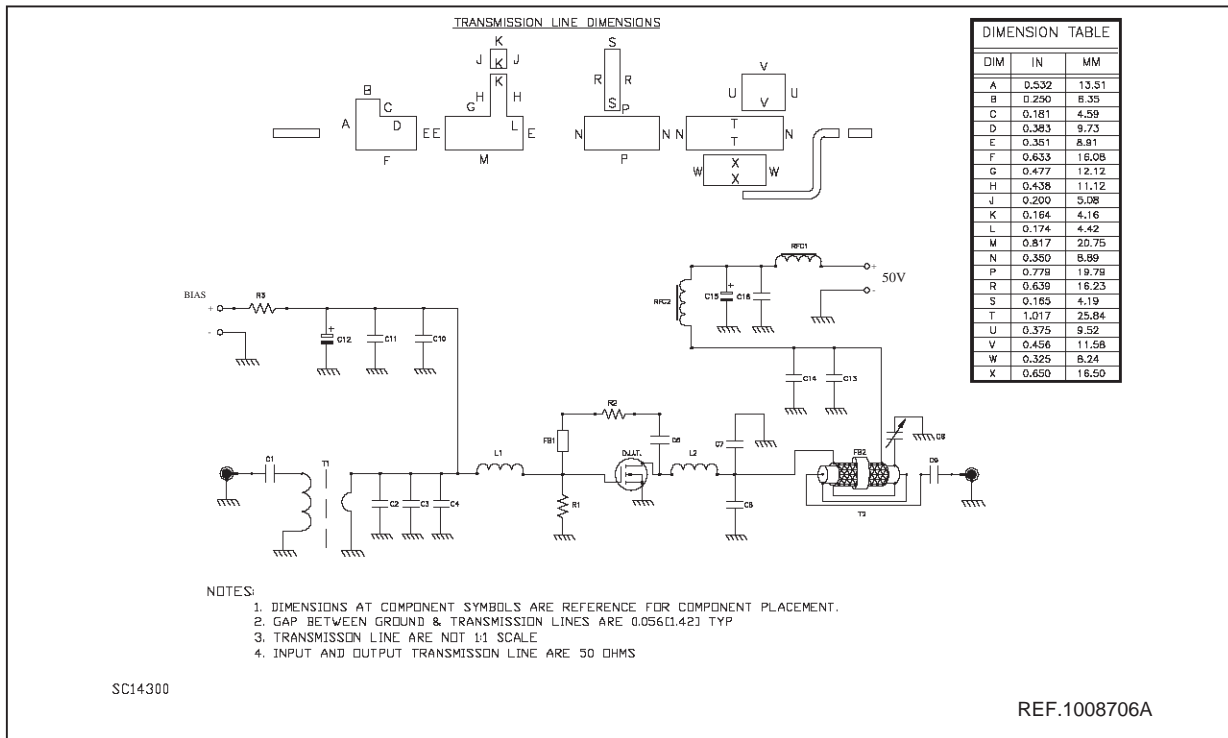 TRANSMISSION LINE DIMENSIONS
K
J K J
K
B
C
A D E
F
G H H
E L E
M
S
R R
S
P
N N
P
V
U U
V
T
N N
T
X
W W
X
DIMENSION TABLE
DIM IN MM
A 0.532 13.51
B 0.250 6.35
C 0.181 4.59
D 0.383 9.73
E 0.351 8.91
F 0.633 16.08
G 0.477 12.12
H 0.438 11.12
J 0.200 5.08
K 0.164 4.16
L 0.174 4.42
M 0.817 20.75
N 0.350 8.89
P 0.779 19.79
R 0.639 16.23
S 0.165 4.19
T 1.017 25.84
U 0.375 9.52
V 0.456 11.58
W 0.325 8.24
X 0.650 16.50
BIAS + R3
-
+
C12 C11 C10
RFC1
+
50V
-
RFC2
+
C15 C16
C14 C13
R2
FB1 C6
D.U.T.
L1 L2
R1
C7
C8
FB2
C1 T1
C2 C3 C4
C9
NOTES:
1. DIMENSIONS AT COMPONENT SYMBOLS ARE REFERENCE FOR COMPONENT PLACEMENT.
2. GAP BETWEEN GROUND & TRANSMISSION LINES ARE 0.056[1.42] TYP
3. TRANSMISSON LINE ARE NOT 1:1 SCALE
4. INPUT AND OUTPUT TRANSMISSON LINE ARE 50 OHMS
SC14300
REF.1008706A